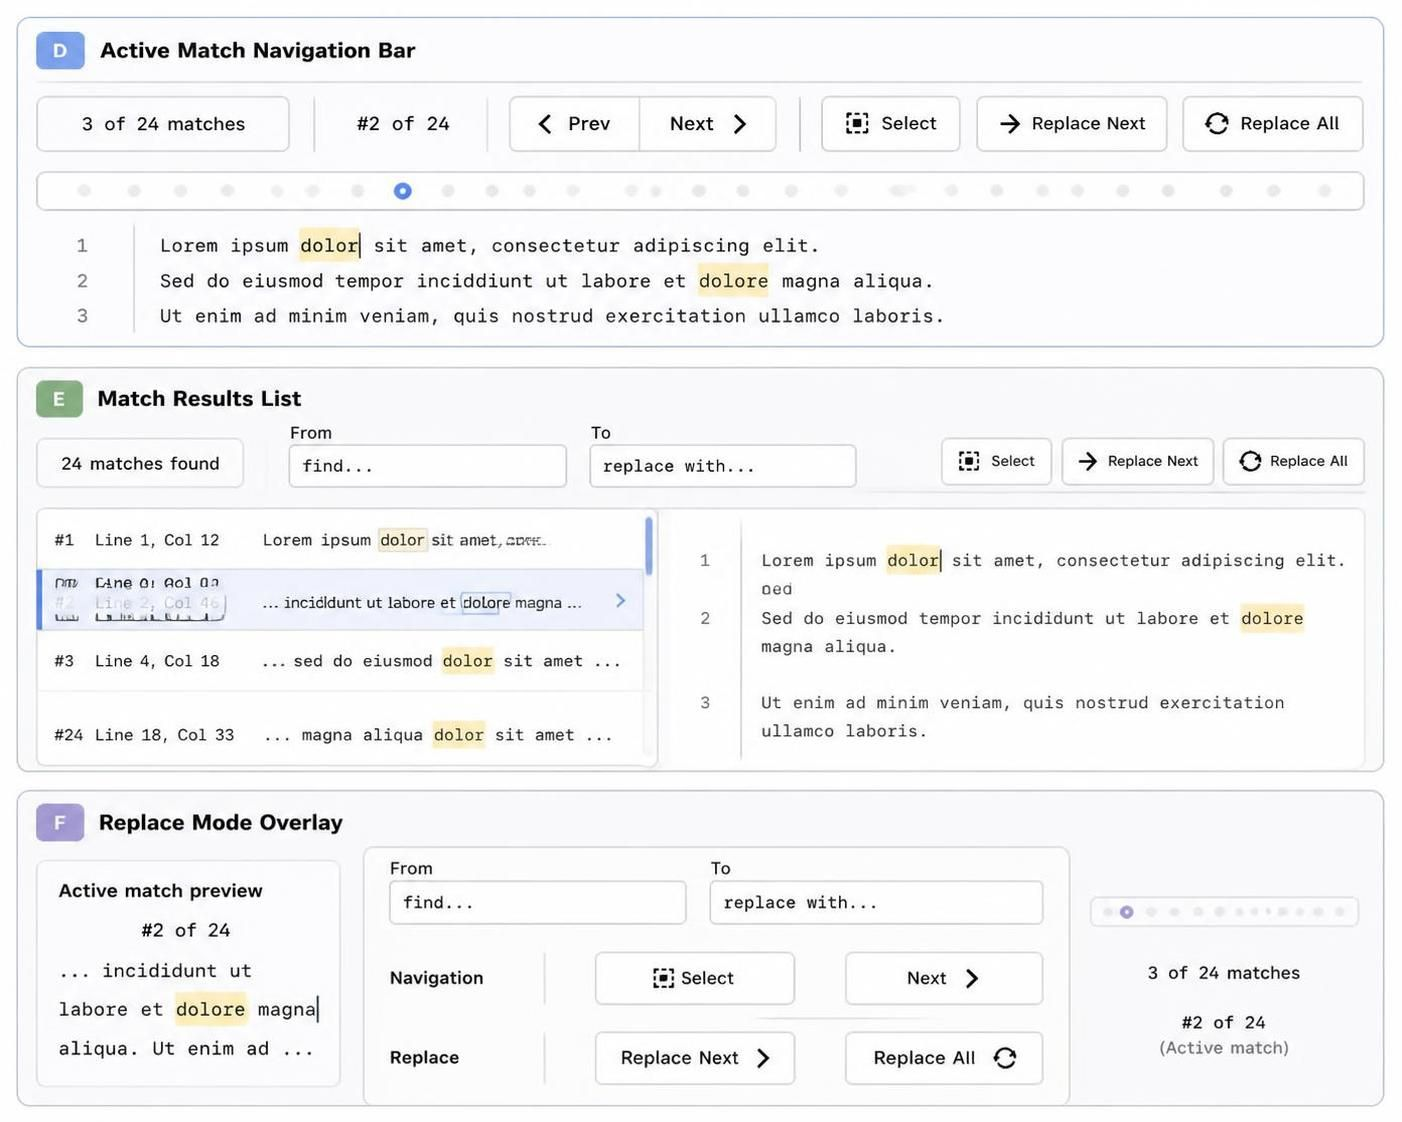 D Active Match Navigation Bar
3 of 24 matches #2 of 24 Prev Next Select Replace Next Replace All
1 Lorem ipsum dolor sit amet, consectetur adipiscing elit.
2 Sed do eiusmod tempor inciddiunt ut labore et dolore magna aliqua.
3 Ut enim ad minim veniam, quis nostrud exercitation ullamco laboris.
E Match Results List
From To
24 matches found find... replace with... Select Replace Next Replace All
#1 Line 1, Col 12 Lorem ipsum dolor sit amet,
#2 Line 2, Col 46 ... incididunt ut labore et dolore magna ...
#3 Line 4, Col 18 ... sed do eiusmod dolor sit amet ...
#24 Line 18, Col 33 ... magna aliqua dolor sit amet ...
1 Lorem ipsum dolor sit amet, consectetur adipiscing elit.
2 Sed do eiusmod tempor incididunt ut labore et dolore
magna aliqua.
3 Ut enim ad minim veniam, quis nostrud exercitation
ullamco laboris.
F Replace Mode Overlay
Active match preview
#2 of 24
... incididunt ut
labore et dolore magna
aliqua. Ut enim ad ...
From To
find... replace with...
Navigation Select Next
Replace Replace Next Replace All
3 of 24 matches
#2 of 24
(Active match)